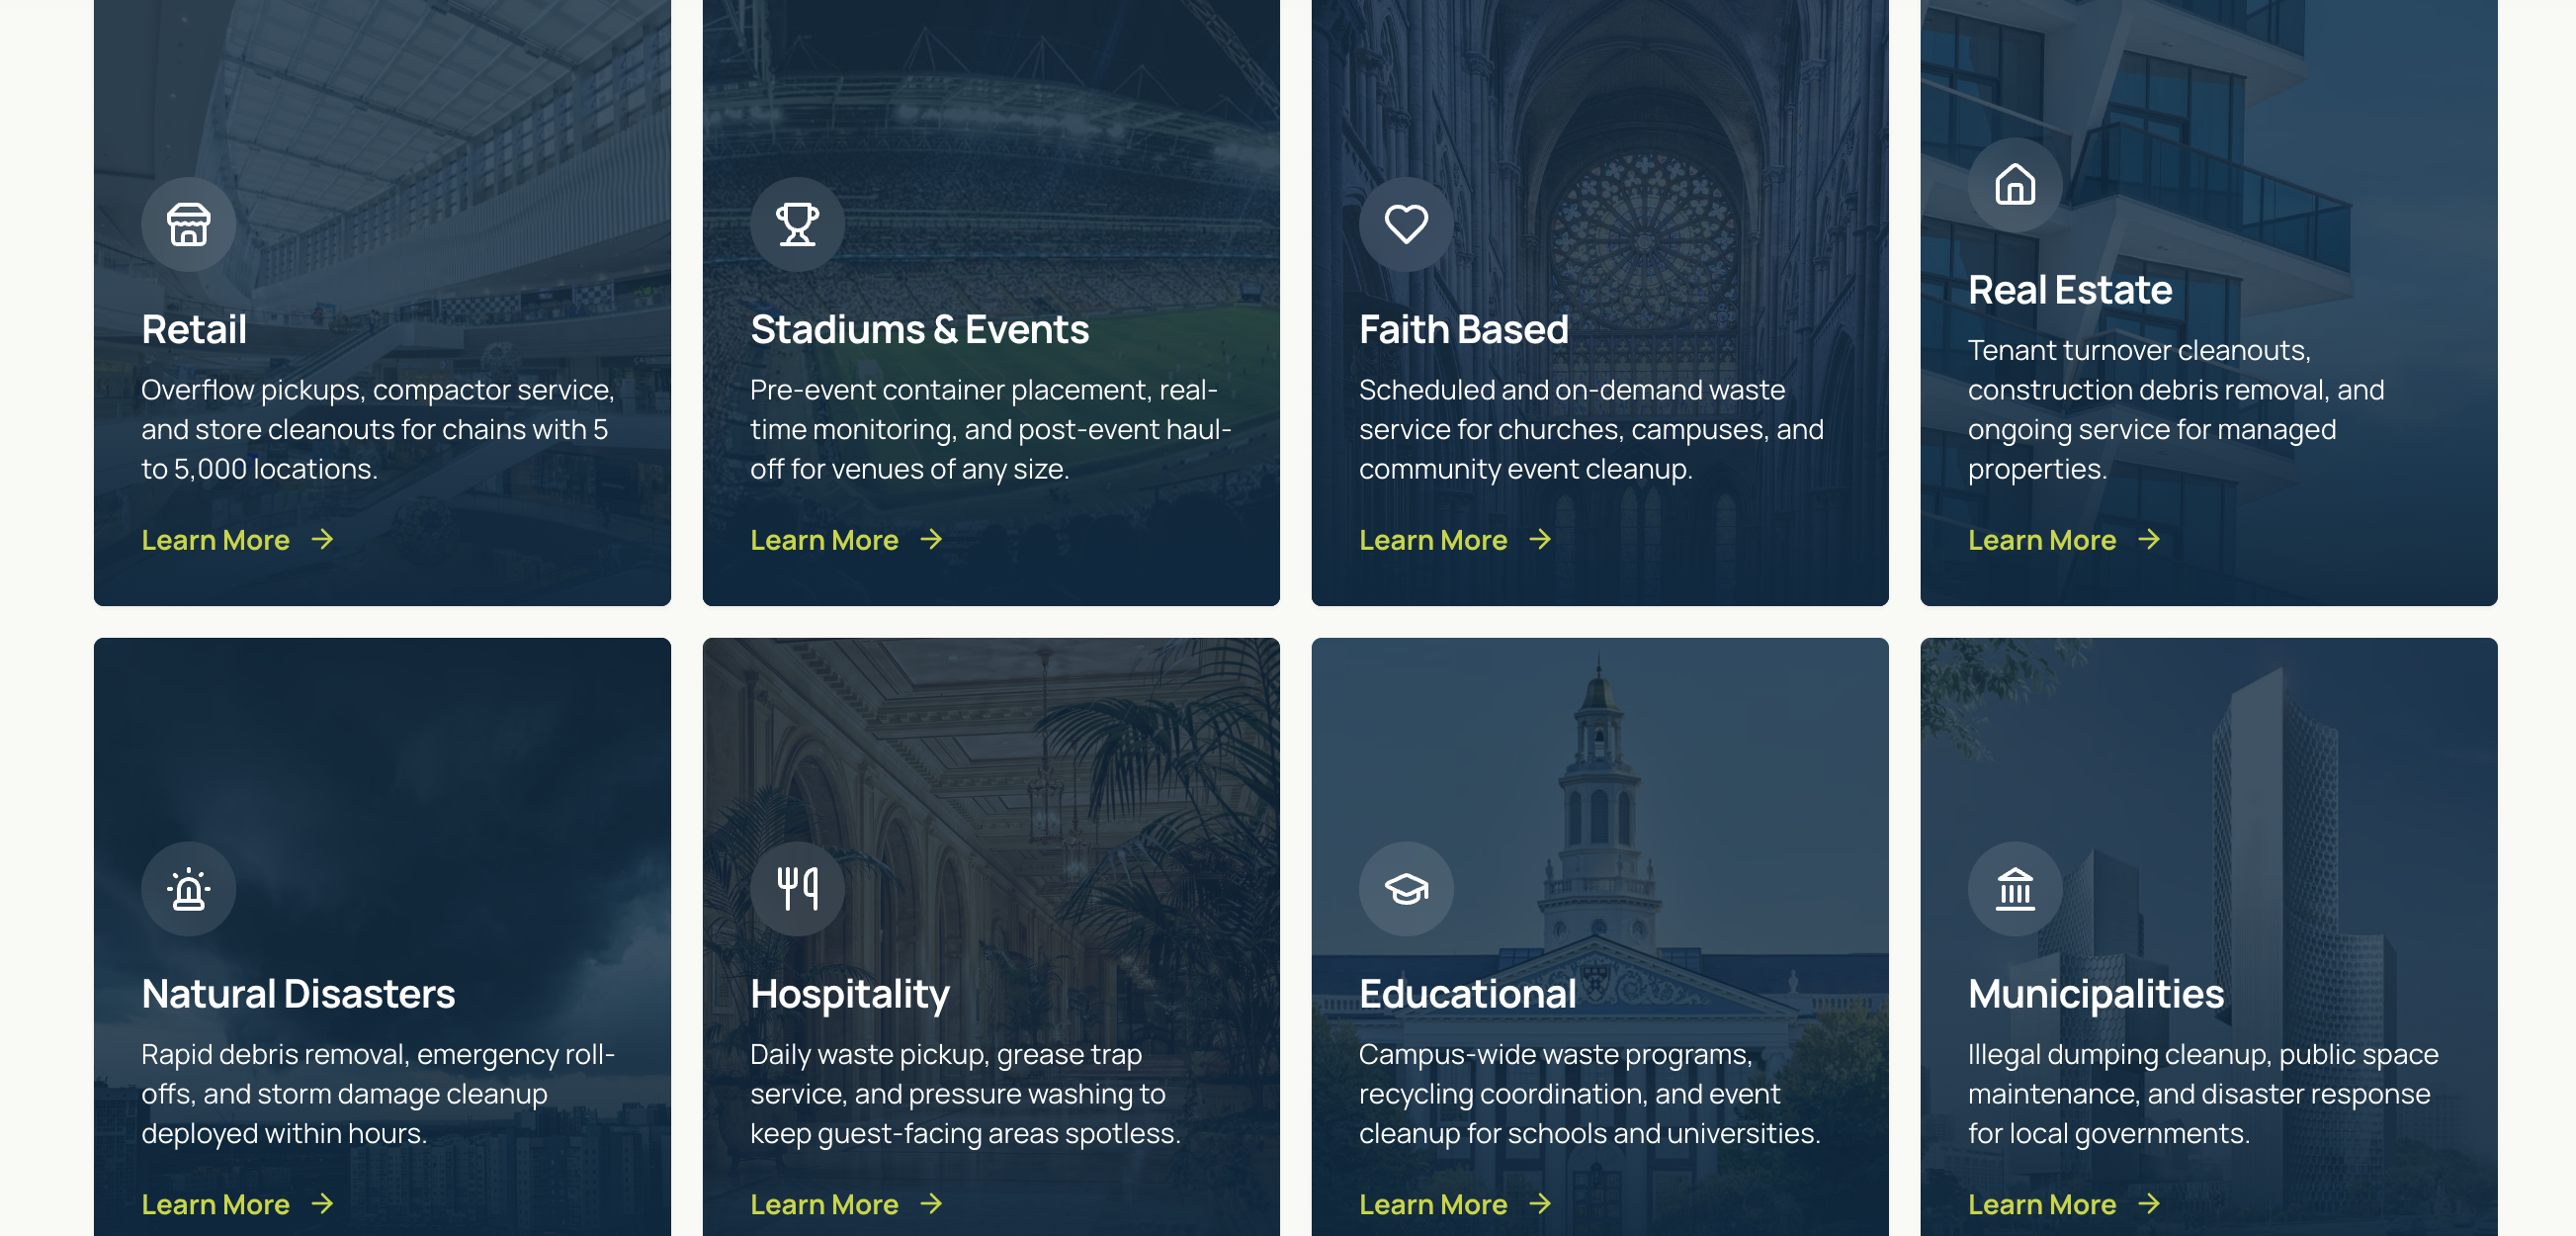 Retail
Overflow pickups, compactor service,
and store cleanouts for chains with 5
to 5,000 locations.
Learn More →
Stadiums & Events
Pre-event container placement, real-
time monitoring, and post-event haul-
off for venues of any size.
Learn More →
Faith Based
Scheduled and on-demand waste
service for churches, campuses, and
community event cleanup.
Learn More →
Real Estate
Tenant turnover cleanouts,
construction debris removal, and
ongoing service for managed
properties.
Learn More →
Natural Disasters
Rapid debris removal, emergency roll-
offs, and storm damage cleanup
deployed within hours.
Learn More →
Hospitality
Daily waste pickup, grease trap
service, and pressure washing to
keep guest-facing areas spotless.
Learn More →
Educational
Campus-wide waste programs,
recycling coordination, and event
cleanup for schools and universities.
Learn More →
Municipalities
Illegal dumping cleanup, public space
maintenance, and disaster response
for local governments.
Learn More →